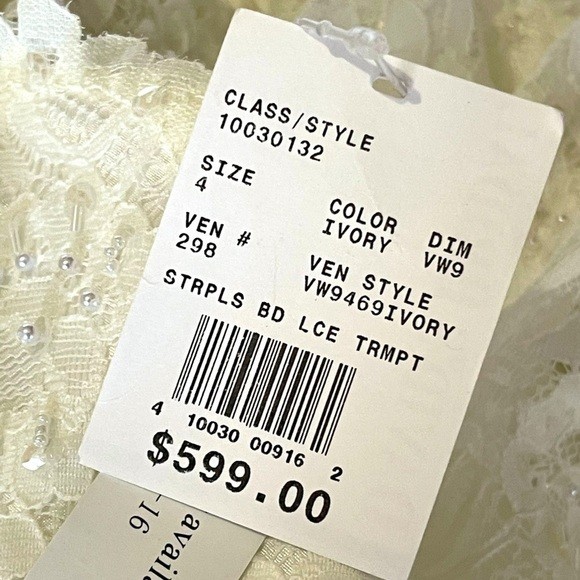 CLASS/STYLE
10030132
SIZE
4
COLOR
IVORY
DIM
VW9
VEN #
298
VEN STYLE
VW9469IVORY
STRPLS BD LCE TRMPT
4 10030 00916 2
$599.00
-16